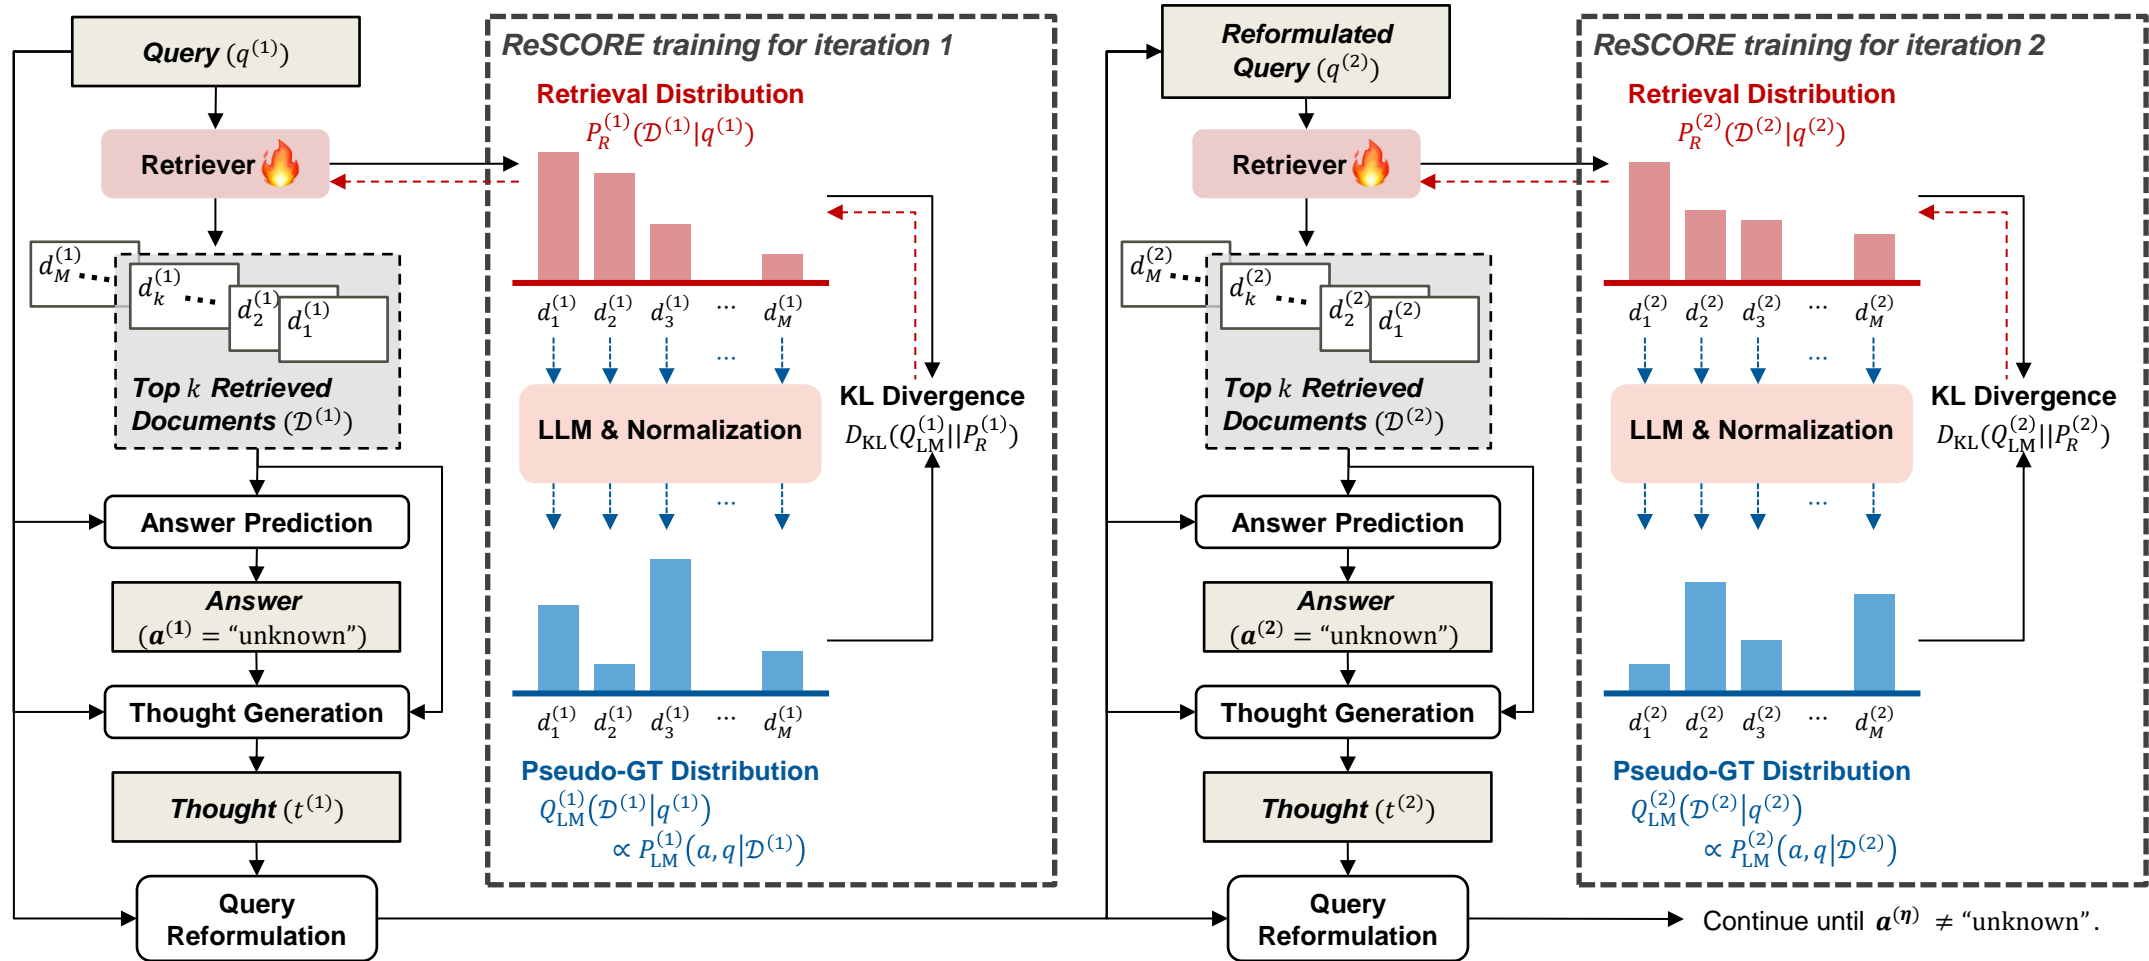 Query (q^(1))
Retriever
d_M^(1)
d_k^(1)
d_2^(1)
d_1^(1)
Top k Retrieved
Documents (𝒟^(1))
Answer Prediction
Answer
(a^(1) = “unknown”)
Thought Generation
Thought (t^(1))
Query
Reformulation
ReSCORE training for iteration 1
Retrieval Distribution
P_R^(1)(𝒟^(1)|q^(1))
d_1^(1) d_2^(1) d_3^(1) ... d_M^(1)
...
LLM & Normalization
...
KL Divergence
D_KL(Q_LM^(1)||P_R^(1))
d_1^(1) d_2^(1) d_3^(1) ... d_M^(1)
Pseudo-GT Distribution
Q_LM^(1)(𝒟^(1)|q^(1))
∝ P_LM^(1)(a, q|𝒟^(1))
Reformulated
Query (q^(2))
Retriever
d_M^(2)
d_k^(2)
d_2^(2)
d_1^(2)
Top k Retrieved
Documents (𝒟^(2))
Answer Prediction
Answer
(a^(2) = “unknown”)
Thought Generation
Thought (t^(2))
Query
Reformulation
ReSCORE training for iteration 2
Retrieval Distribution
P_R^(2)(𝒟^(2)|q^(2))
d_1^(2) d_2^(2) d_3^(2) ... d_M^(2)
...
LLM & Normalization
...
KL Divergence
D_KL(Q_LM^(2)||P_R^(2))
d_1^(2) d_2^(2) d_3^(2) ... d_M^(2)
Pseudo-GT Distribution
Q_LM^(2)(𝒟^(2)|q^(2))
∝ P_LM^(2)(a, q|𝒟^(2))
Continue until a^(η) ≠ “unknown”.